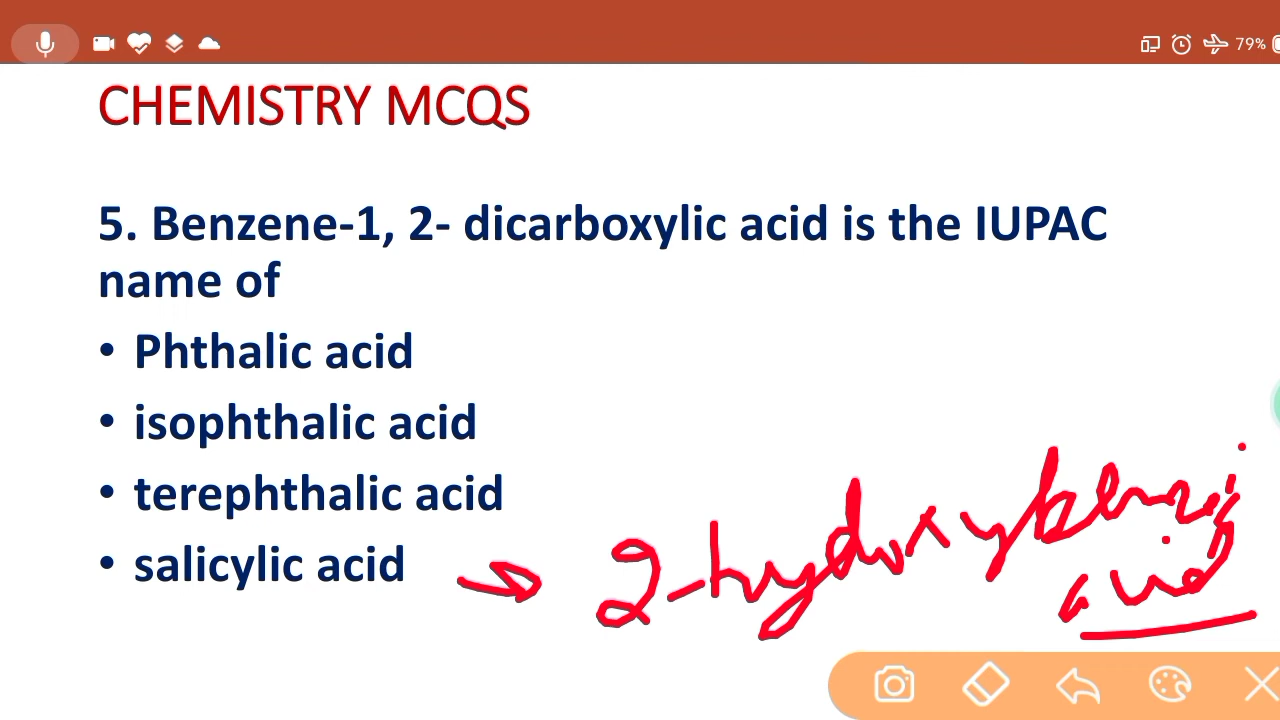 79%
CHEMISTRY MCQS
5. Benzene-1, 2- dicarboxylic acid is the IUPAC
name of
• Phthalic acid
• isophthalic acid
• terephthalic acid
• salicylic acid → 2-hydroxybenzoic
acid